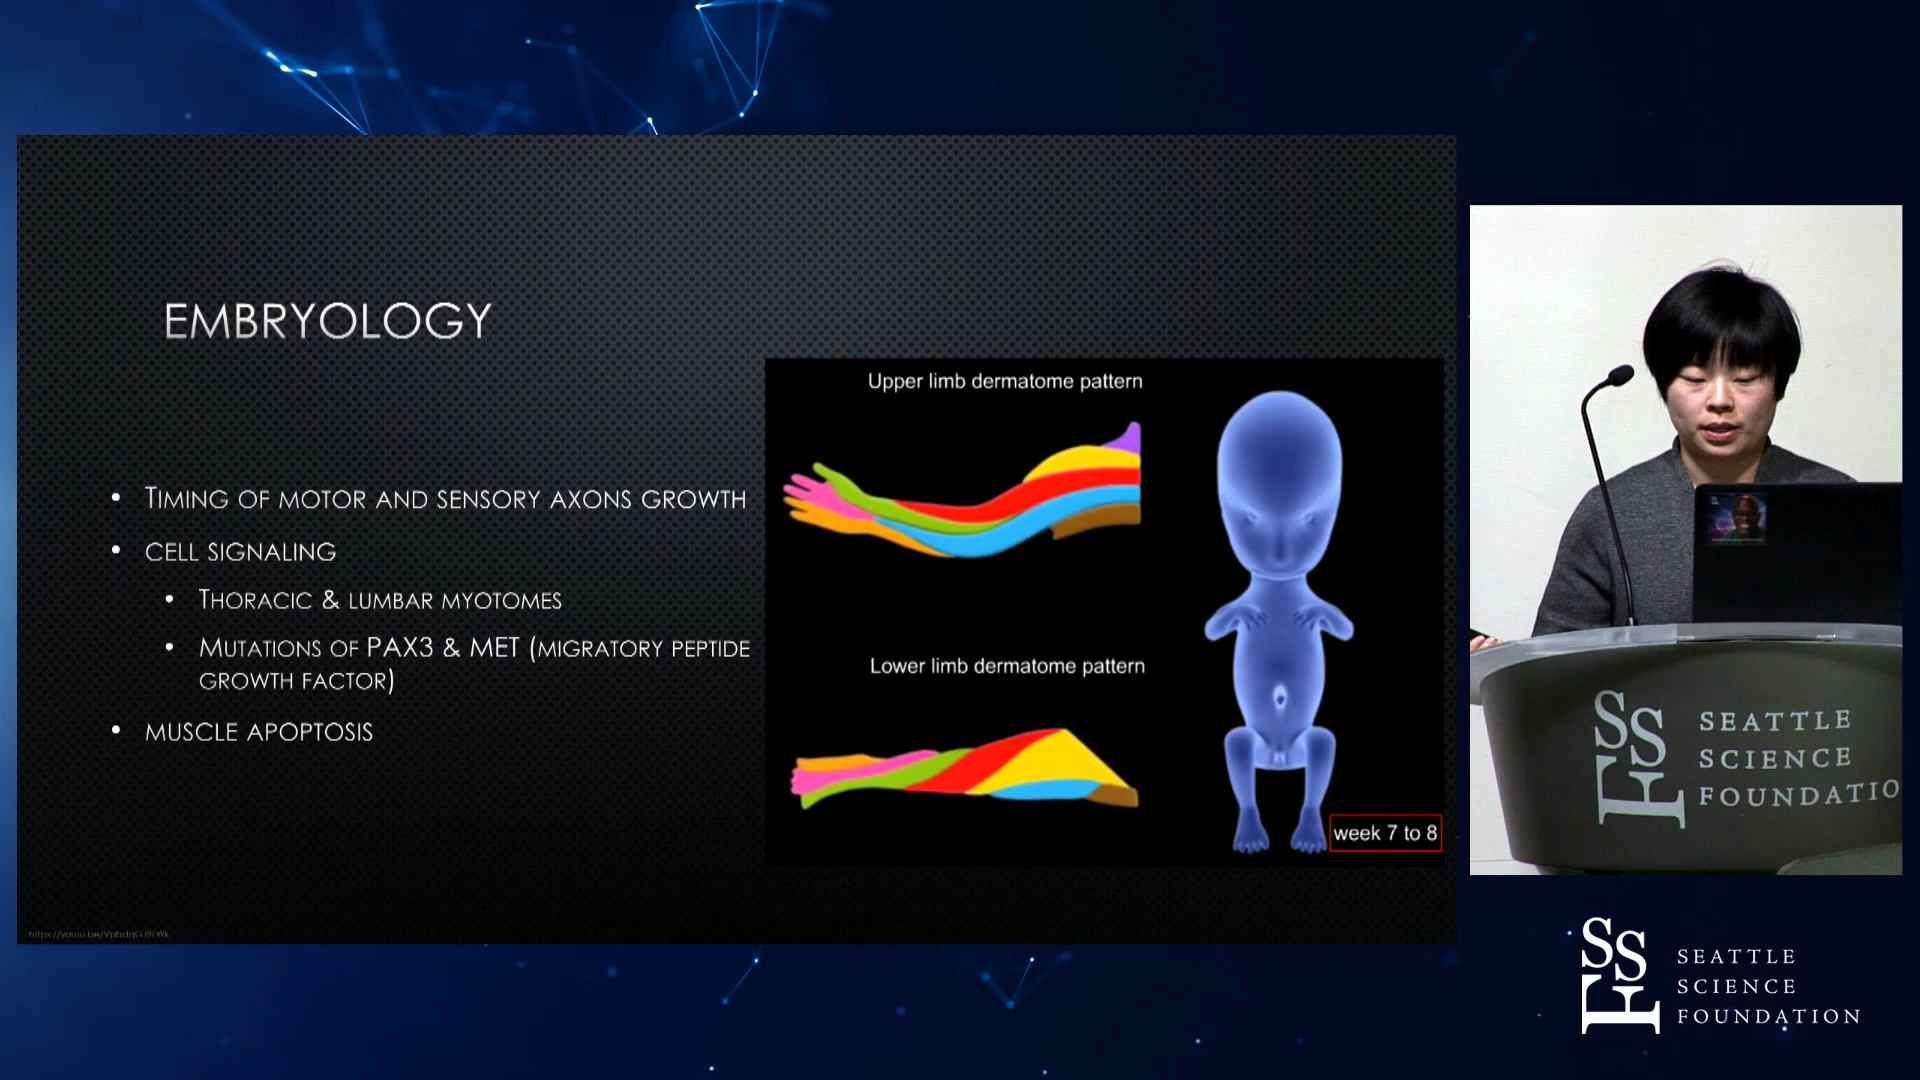 EMBRYOLOGY
• TIMING OF MOTOR AND SENSORY AXONS GROWTH
• CELL SIGNALING
• THORACIC & LUMBAR MYOTOMES
• MUTATIONS OF PAX3 & MET (MIGRATORY PEPTIDE
GROWTH FACTOR)
• MUSCLE APOPTOSIS
Upper limb dermatome pattern
Lower limb dermatome pattern
week 7 to 8
SSF
SEATTLE
SCIENCE
FOUNDATIO
SSF
SEATTLE
SCIENCE
FOUNDATION